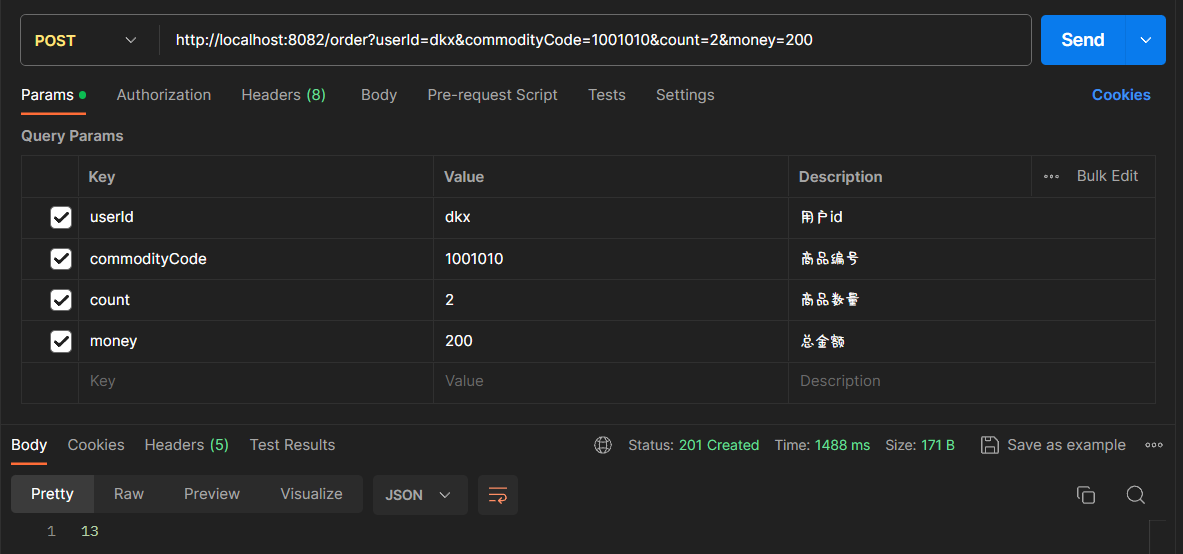 POST http://localhost:8082/order?userId=dkx&commodityCode=1001010&count=2&money=200 Send
Params Authorization Headers (8) Body Pre-request Script Tests Settings Cookies
Query Params
Key Value Description Bulk Edit
userId dkx 用户id
commodityCode 1001010 商品编号
count 2 商品数量
money 200 总金额
Key Value Description
Body Cookies Headers (5) Test Results Status: 201 Created Time: 1488 ms Size: 171 B Save as example
Pretty Raw Preview Visualize JSON
1 13